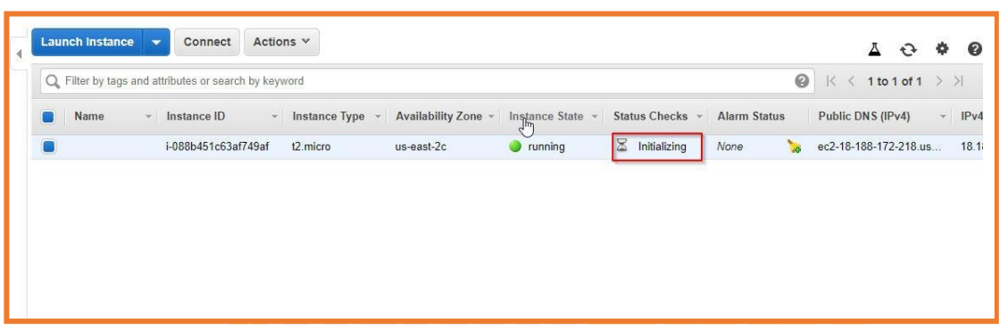 Launch Instance Connect Actions
Filter by tags and attributes or search by keyword 1 to 1 of 1
Name Instance ID Instance Type Availability Zone Instance State Status Checks Alarm Status Public DNS (IPv4) IPv4
i-088b451c63af749af t2.micro us-east-2c running Initializing None ec2-18-188-172-218.us... 18.18